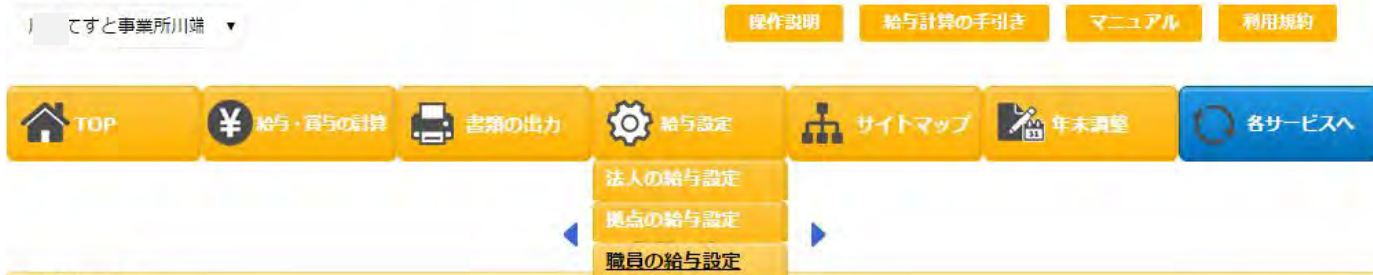 てすと事業所川端 ▼
操作説明 給与計算の手引き マニュアル 利用規約
TOP 給与・賞与の計算 書類の出力 給与設定 サイトマップ 年末調整 各サービスへ
法人の給与設定
拠点の給与設定
職員の給与設定